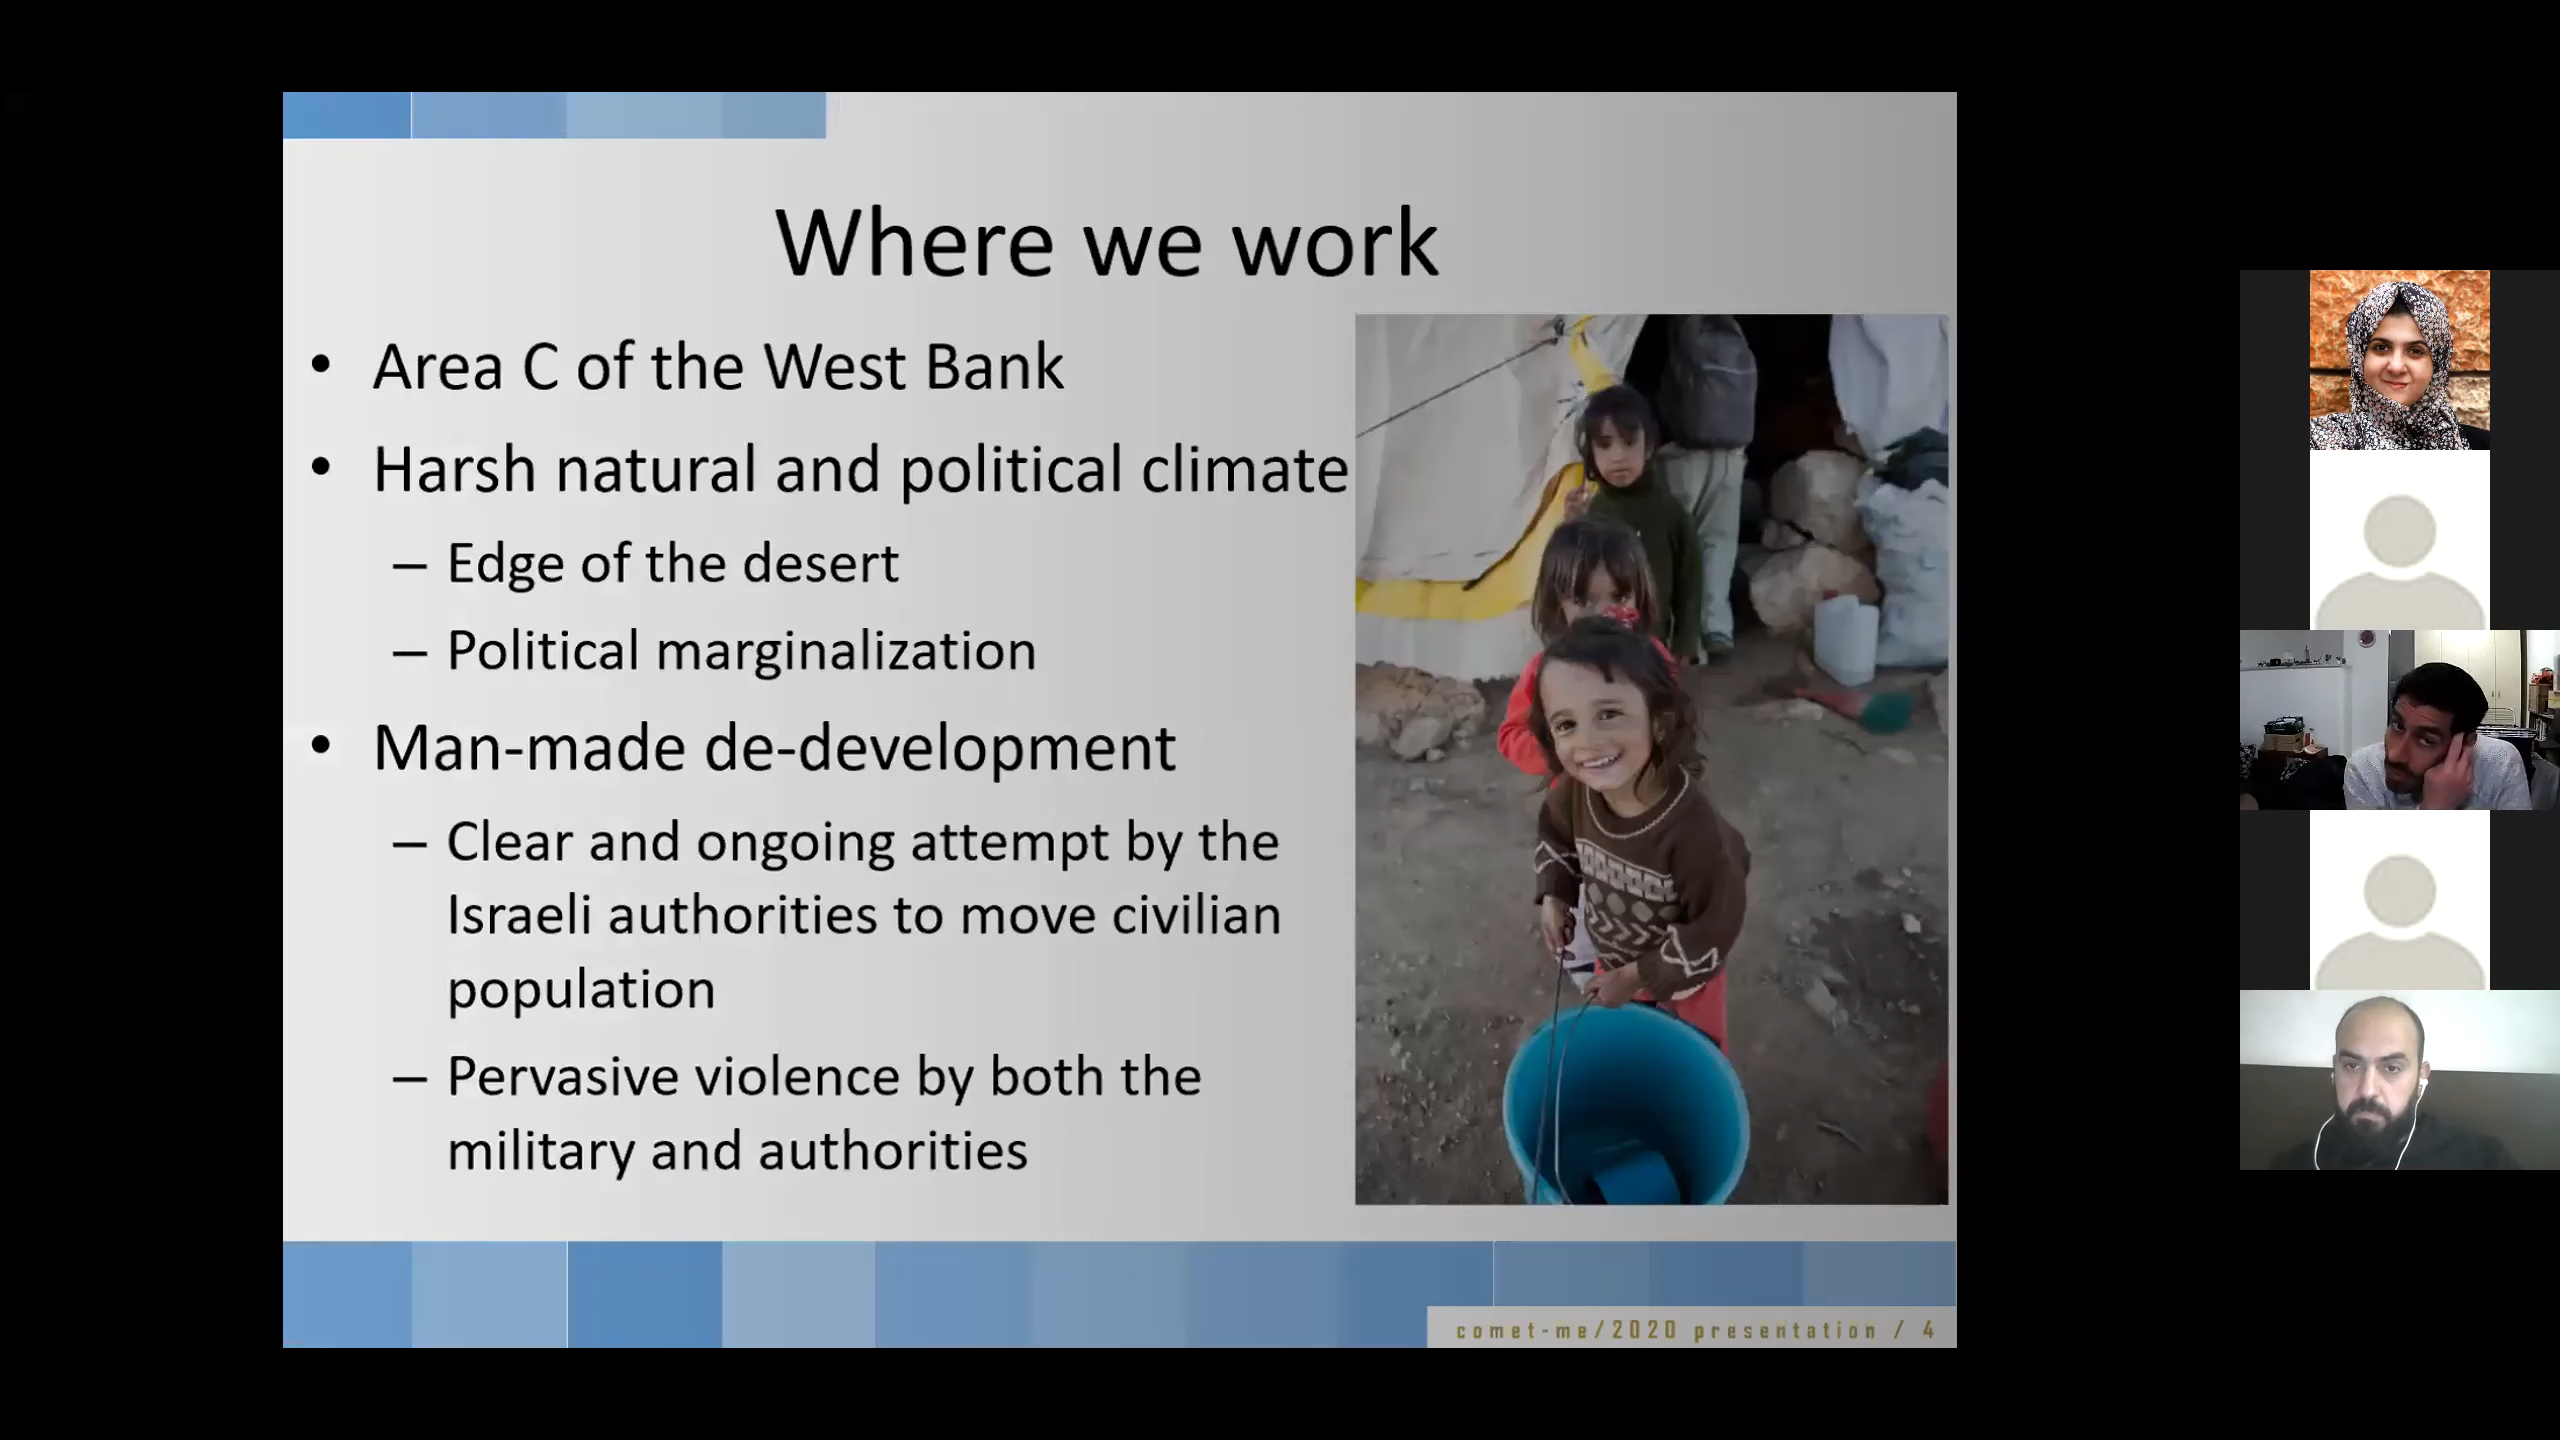 Where we work
• Area C of the West Bank
• Harsh natural and political climate
– Edge of the desert
– Political marginalization
• Man-made de-development
– Clear and ongoing attempt by the
Israeli authorities to move civilian
population
– Pervasive violence by both the
military and authorities
comet-me/2020 presentation / 4